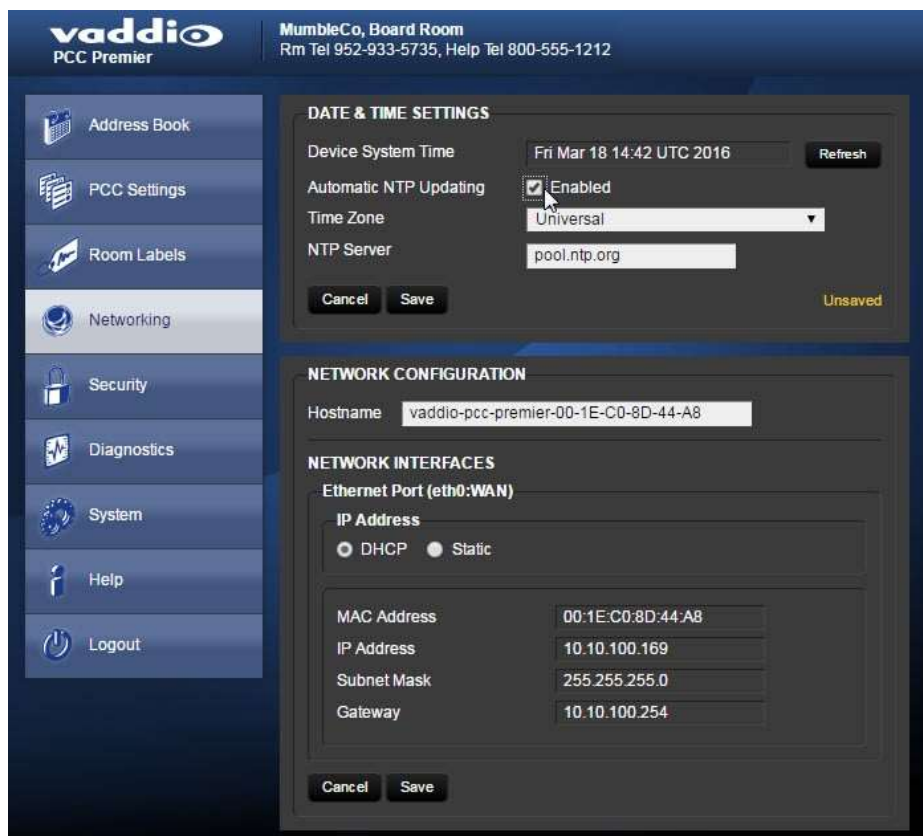 vaddio
PCC Premier
MumbleCo, Board Room
Rm Tel 952-933-5735, Help Tel 800-555-1212
Address Book
PCC Settings
Room Labels
Networking
Security
Diagnostics
System
Help
Logout
DATE & TIME SETTINGS
Device System Time Fri Mar 18 14:42 UTC 2016 Refresh
Automatic NTP Updating Enabled
Time Zone Universal
NTP Server pool.ntp.org
Cancel Save Unsaved
NETWORK CONFIGURATION
Hostname vaddio-pcc-premier-00-1E-C0-8D-44-A8
NETWORK INTERFACES
Ethernet Port (eth0:WAN)
IP Address
DHCP Static
MAC Address 00:1E:C0:8D:44:A8
IP Address 10.10.100.169
Subnet Mask 255.255.255.0
Gateway 10.10.100.254
Cancel Save